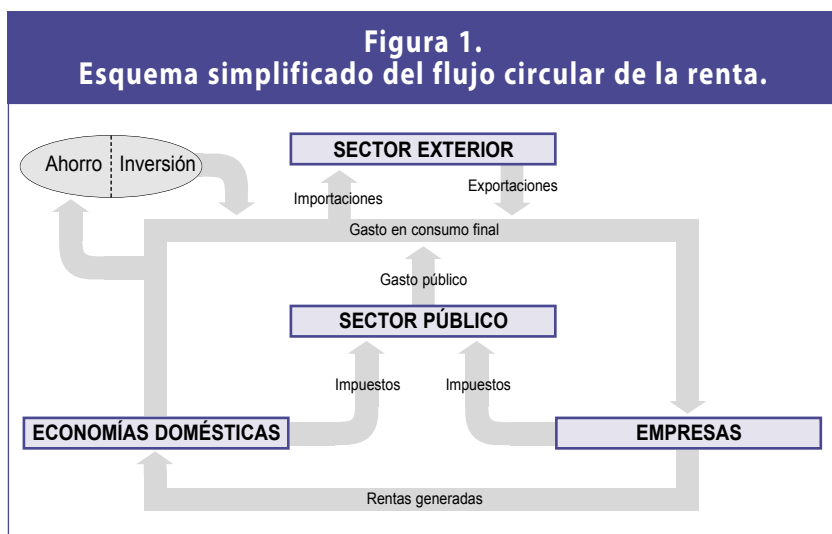 Figura 1.
Esquema simplificado del flujo circular de la renta.
Ahorro Inversión
SECTOR EXTERIOR
Importaciones
Exportaciones
Gasto en consumo final
Gasto público
SECTOR PÚBLICO
Impuestos
Impuestos
ECONOMÍAS DOMÉSTICAS
EMPRESAS
Rentas generadas